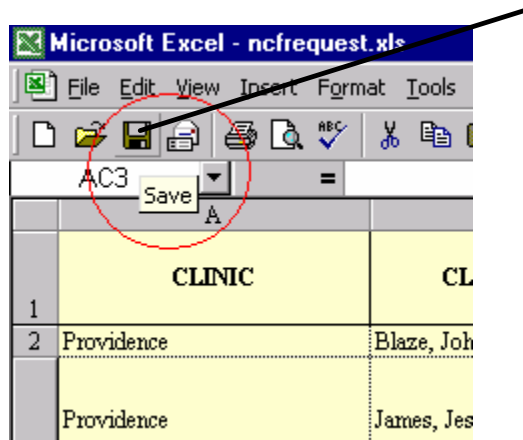 Microsoft Excel - ncfrequest.xls
File Edit View Insert Format Tools
ABC
AC3 =
Save
A
CLINIC CL
1
2 Providence Blaze, Joh
Providence James, Jes